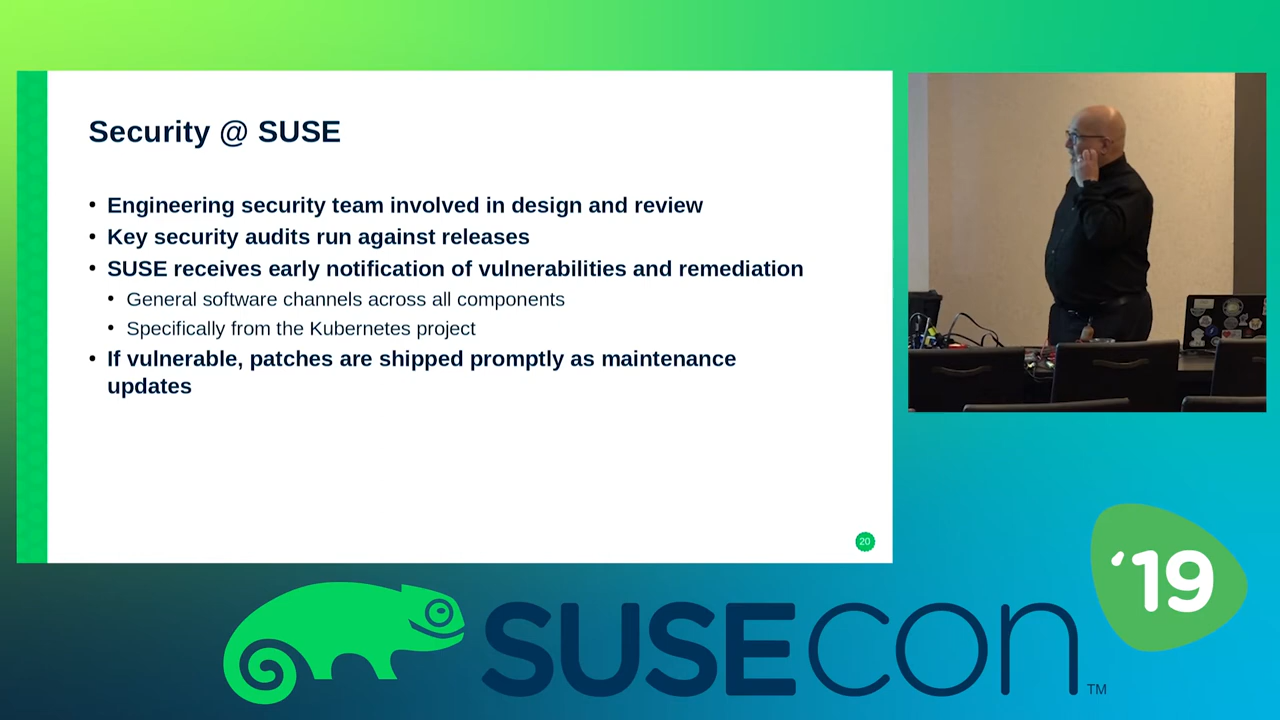 Security @ SUSE
• Engineering security team involved in design and review
• Key security audits run against releases
• SUSE receives early notification of vulnerabilities and remediation
• General software channels across all components
• Specifically from the Kubernetes project
• If vulnerable, patches are shipped promptly as maintenance
updates
20
‘19
SUSECON TM